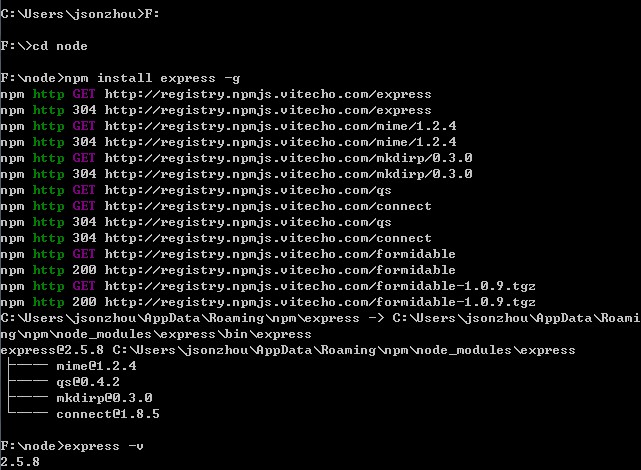 C:\Users\jsonzhou>F:
F:\>cd node
F:\node>npm install express -g
npm http GET http://registry.npmjs.vitecho.com/express
npm http 304 http://registry.npmjs.vitecho.com/express
npm http GET http://registry.npmjs.vitecho.com/mime/1.2.4
npm http 304 http://registry.npmjs.vitecho.com/mime/1.2.4
npm http GET http://registry.npmjs.vitecho.com/mkdirp/0.3.0
npm http 304 http://registry.npmjs.vitecho.com/mkdirp/0.3.0
npm http GET http://registry.npmjs.vitecho.com/qs
npm http GET http://registry.npmjs.vitecho.com/connect
npm http 304 http://registry.npmjs.vitecho.com/qs
npm http 304 http://registry.npmjs.vitecho.com/connect
npm http GET http://registry.npmjs.vitecho.com/formidable
npm http 200 http://registry.npmjs.vitecho.com/formidable
npm http GET http://registry.npmjs.vitecho.com/formidable-1.0.9.tgz
npm http 200 http://registry.npmjs.vitecho.com/formidable-1.0.9.tgz
C:\Users\jsonzhou\AppData\Roaming\npm\express -> C:\Users\jsonzhou\AppData\Roami
ng\npm\node_modules\express\bin\express
express@2.5.8 C:\Users\jsonzhou\AppData\Roaming\npm\node_modules\express
├── mime@1.2.4
├── qs@0.4.2
├── mkdirp@0.3.0
└── connect@1.8.5
F:\node>express -v
2.5.8